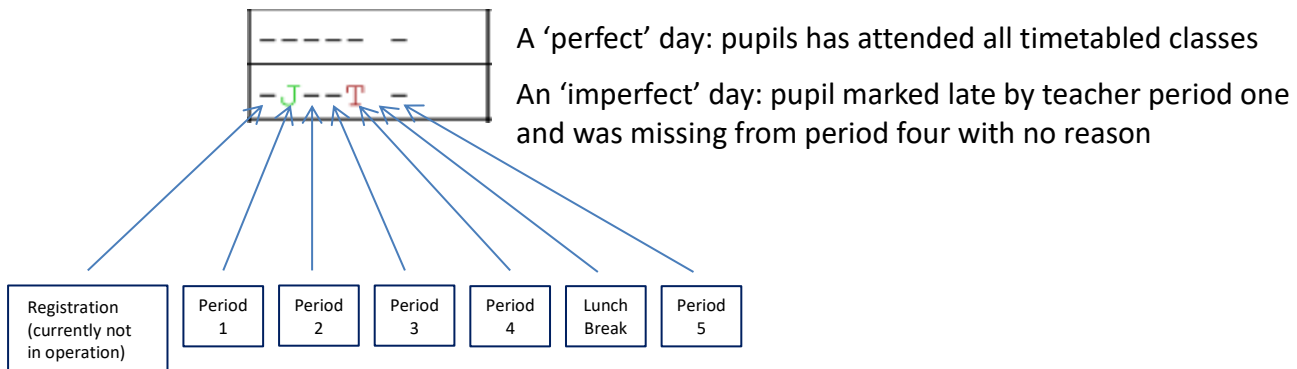 ----- -
A ‘perfect’ day: pupils has attended all timetabled classes
-J--T -
An ‘imperfect’ day: pupil marked late by teacher period one
and was missing from period four with no reason
Registration
(currently not
in operation)
Period
1
Period
2
Period
3
Period
4
Lunch
Break
Period
5